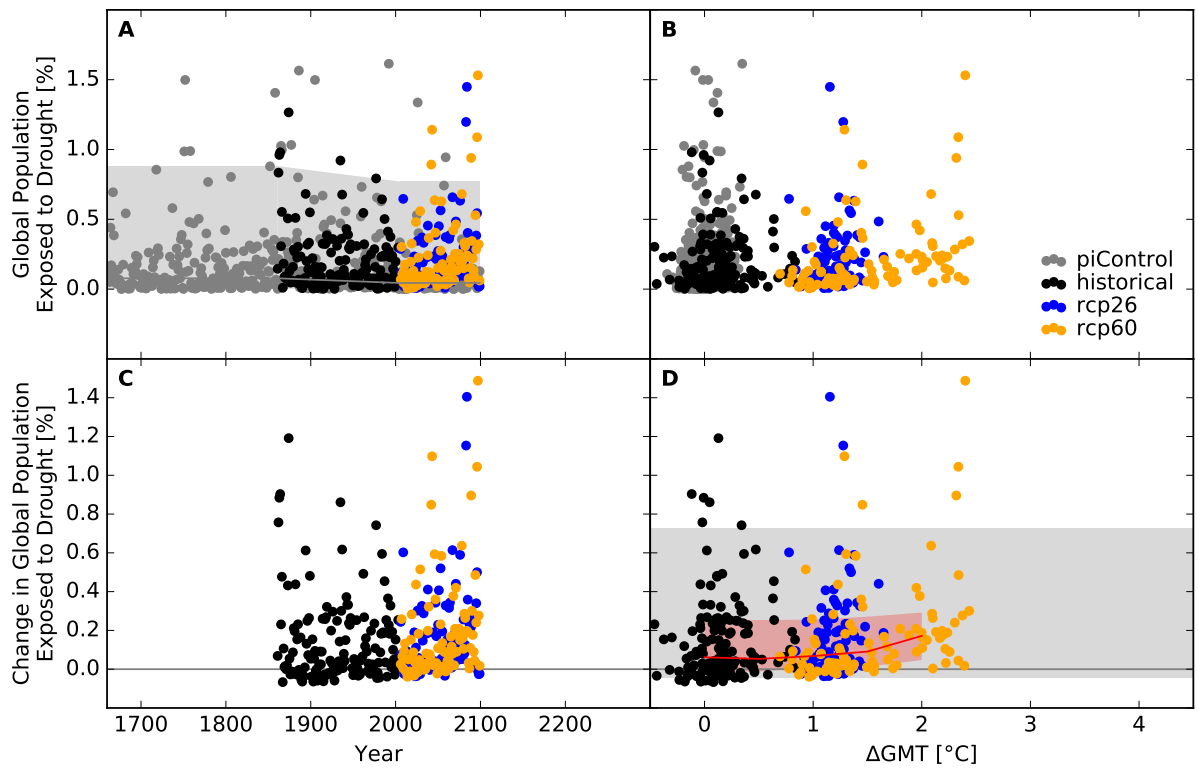 A
B
Global Population
Exposed to Drought [%]
1.5
1.0
0.5
0.0
piControl
historical
rcp26
rcp60
C
D
Change in Global Population
Exposed to Drought [%]
1.4
1.2
1.0
0.8
0.6
0.4
0.2
0.0
1700 1800 1900 2000 2100 2200
0 1 2 3 4
Year
ΔGMT [°C]